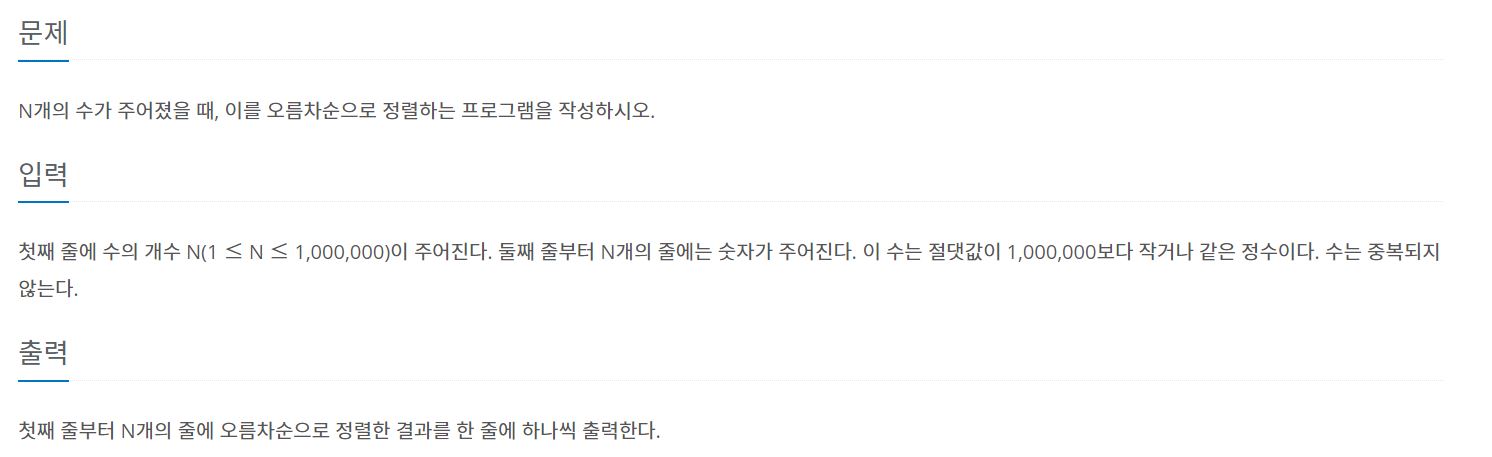 문제
N개의 수가 주어졌을 때, 이를 오름차순으로 정렬하는 프로그램을 작성하시오.
입력
첫째 줄에 수의 개수 N(1 ≤ N ≤ 1,000,000)이 주어진다. 둘째 줄부터 N개의 줄에는 숫자가 주어진다. 이 수는 절댓값이 1,000,000보다 작거나 같은 정수이다. 수는 중복되지
않는다.
출력
첫째 줄부터 N개의 줄에 오름차순으로 정렬한 결과를 한 줄에 하나씩 출력한다.